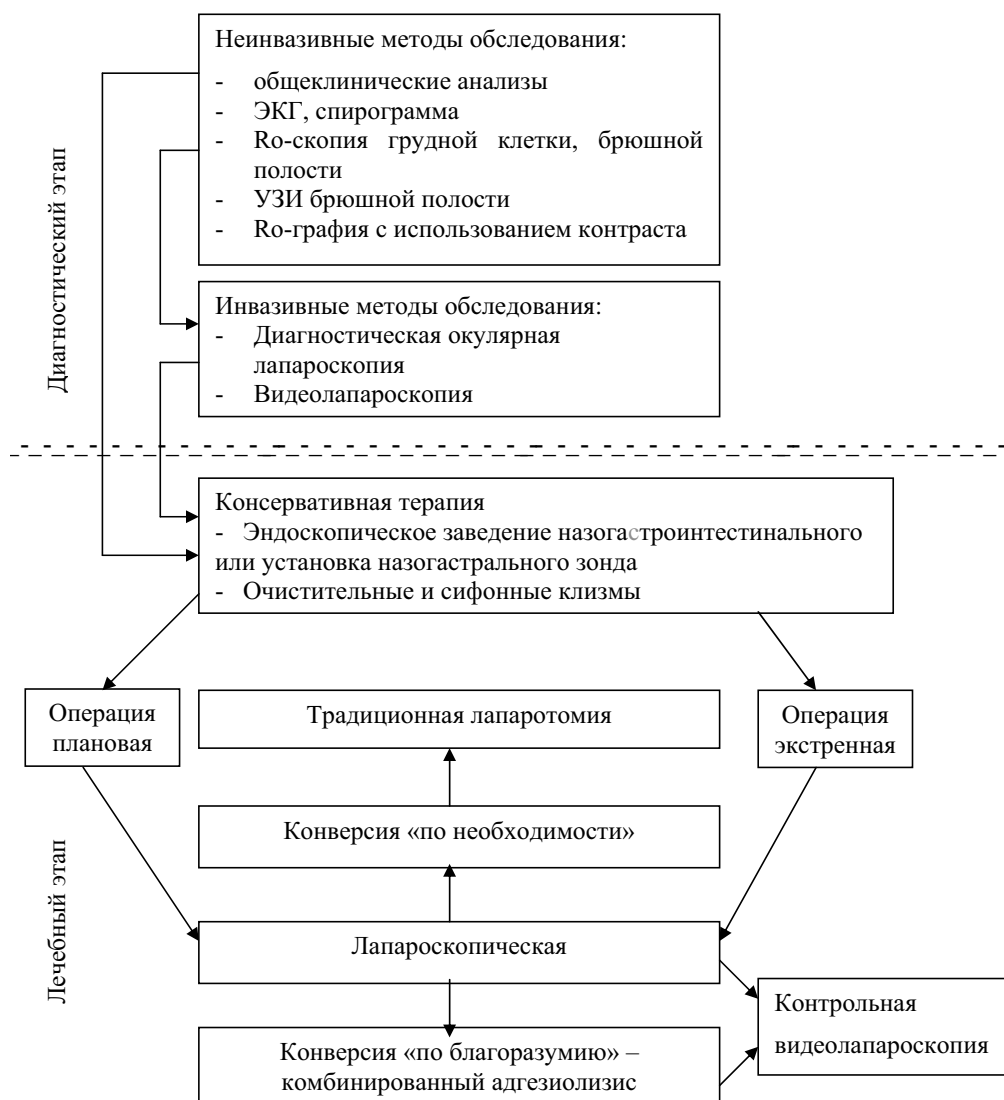 Неинвазивные методы обследования:
- общеклинические анализы
- ЭКГ, спирограмма
- Ro-скопия грудной клетки, брюшной
полости
- УЗИ брюшной полости
- Ro-графия с использованием контраста
Диагностический этап
Инвазивные методы обследования:
- Диагностическая окулярная
лапароскопия
- Видеолапароскопия
Консервативная терапия
- Эндоскопическое заведение назогастроинтестинального
или установка назогастрального зонда
- Очистительные и сифонные клизмы
Операция
плановая
Традиционная лапаротомия
Операция
экстренная
Конверсия «по необходимости»
Лечебный этап
Лапароскопическая
Контрольная
видеолапароскопия
Конверсия «по благоразумию» –
комбинированный адгезиолизис